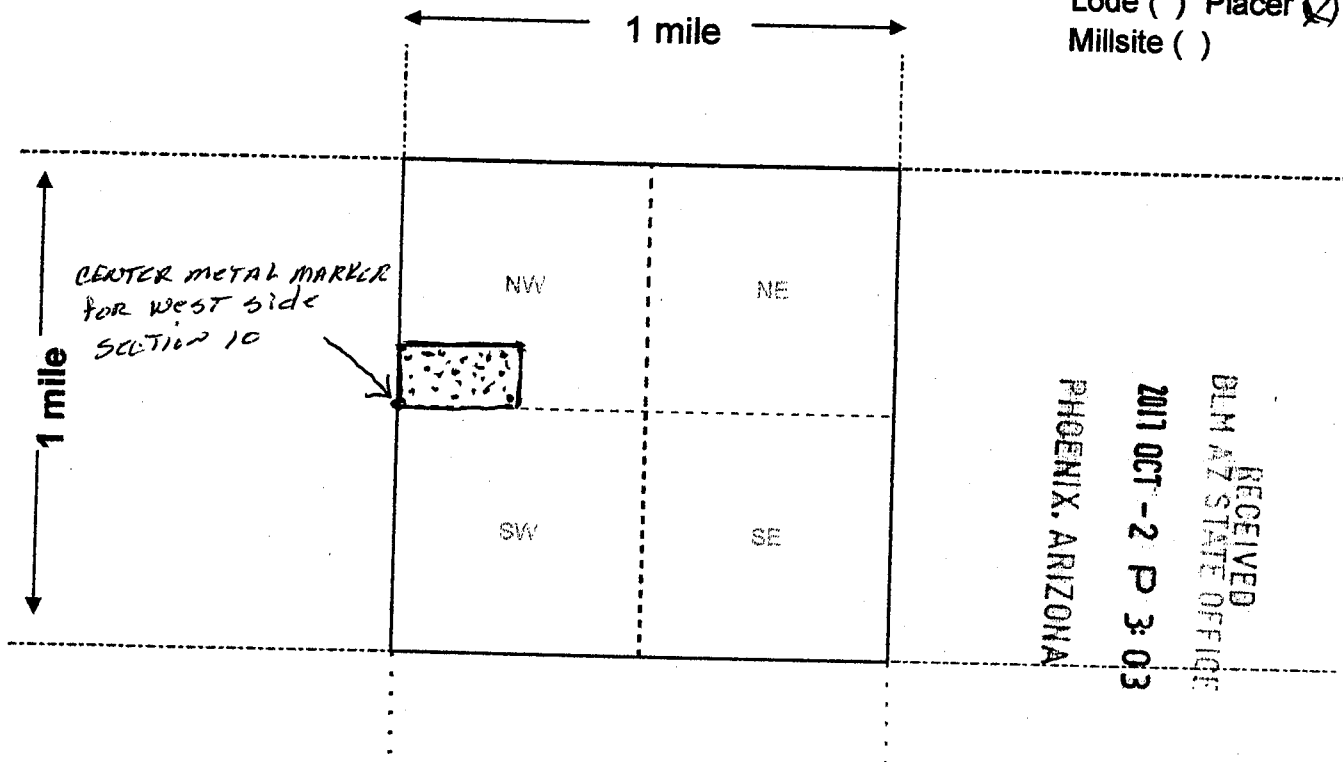 Lode ( ) Placer (X)
Millsite ( )
1 mile
1 mile
CENTER METAL MARKER
FOR WEST Side
SECTION 10
NW
NE
SW
SE
RECEIVED
BLM AZ STATE OFFICE
2017 OCT -2 P 3:03
PHOENIX, ARIZONA